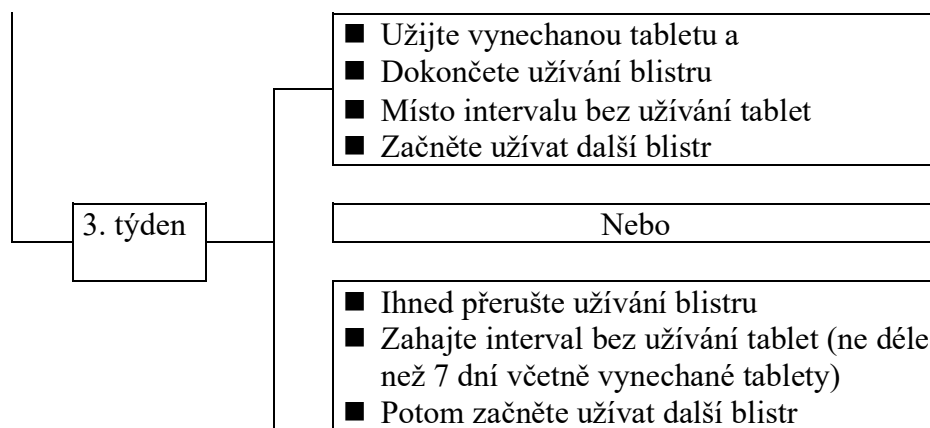 ■ Užijte vynechanou tabletu a
■ Dokončete užívání blistru
■ Místo intervalu bez užívání tablet
■ Začněte užívat další blistr
3. týden
Nebo
■ Ihned přerušte užívání blistru
■ Zahajte interval bez užívání tablet (ne déle
než 7 dní včetně vynechané tablety)
■ Potom začněte užívat další blistr